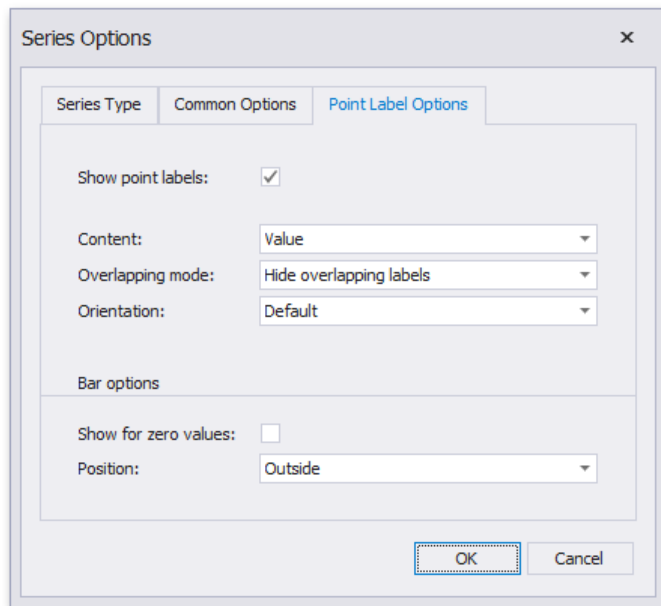 Series Options
Series Type Common Options Point Label Options
Show point labels:
Content: Value
Overlapping mode: Hide overlapping labels
Orientation: Default
Bar options
Show for zero values:
Position: Outside
OK Cancel